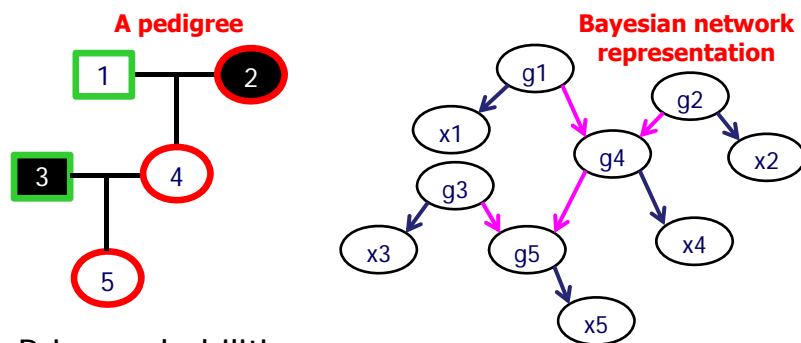 A pedigree
Bayesian network
representation
1
2
3
4
5
g1
g2
x1
g4
x2
g3
x3
g5
x4
x5